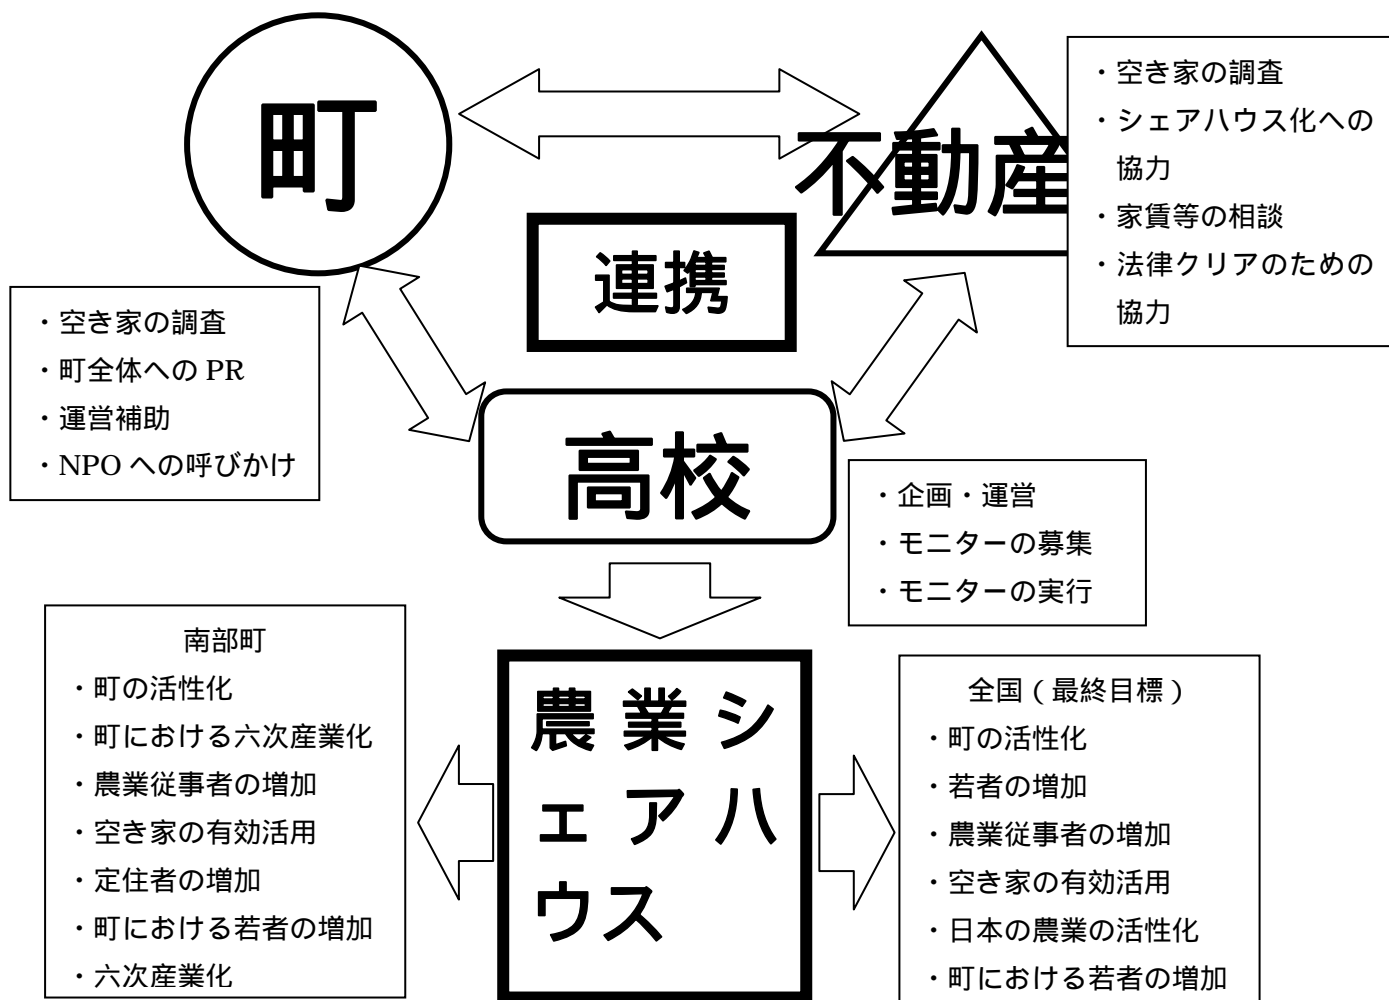 町
不動産
・空き家の調査
・シェアハウス化への
協力
・家賃等の相談
・法律クリアのための
協力
連携
・空き家の調査
・町全体への PR
・運営補助
・NPO への呼びかけ
高校
・企画・運営
・モニターの募集
・モニターの実行
南部町
・町の活性化
・町における六次産業化
・農業従事者の増加
・空き家の有効活用
・定住者の増加
・町における若者の増加
・六次産業化
農業シ
ェアハ
ウス
全国（最終目標）
・町の活性化
・若者の増加
・農業従事者の増加
・空き家の有効活用
・日本の農業の活性化
・町における若者の増加